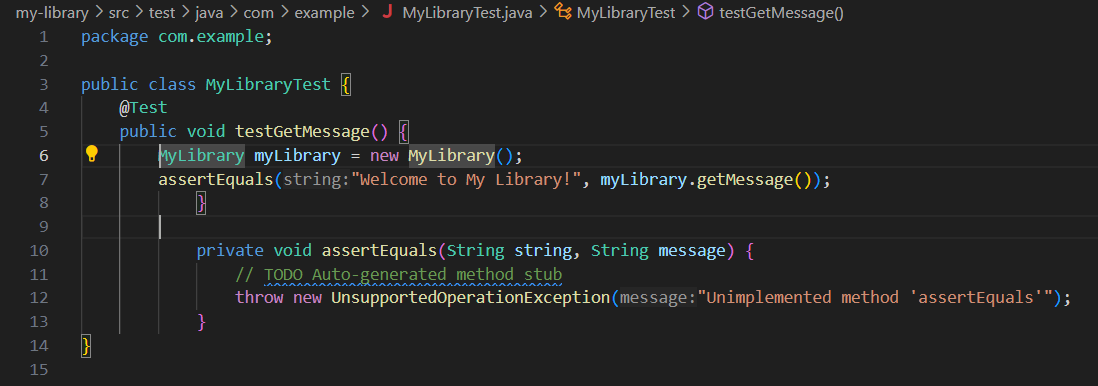 my-library > src > test > java > com > example > J MyLibraryTest.java > MyLibraryTest > testGetMessage()
1 package com.example;
2
3 public class MyLibraryTest {
4 @Test
5 public void testGetMessage() {
6 MyLibrary myLibrary = new MyLibrary();
7 assertEquals(string:"Welcome to My Library!", myLibrary.getMessage());
8 }
9
10 private void assertEquals(String string, String message) {
11 // TODO Auto-generated method stub
12 throw new UnsupportedOperationException(message:"Unimplemented method 'assertEquals'");
13 }
14 }
15